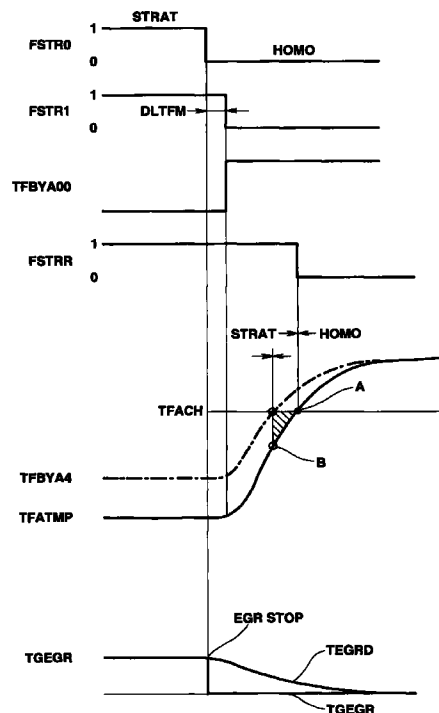 STRAT
1
FSTR0
0
HOMO
1
FSTR1
0
DLTFM
TFBYA00
1
FSTRR
0
STRAT
HOMO
A
TFACH
B
TFBYA4
TFATMP
EGR STOP
TGEGR
TEGRD
TGEGR